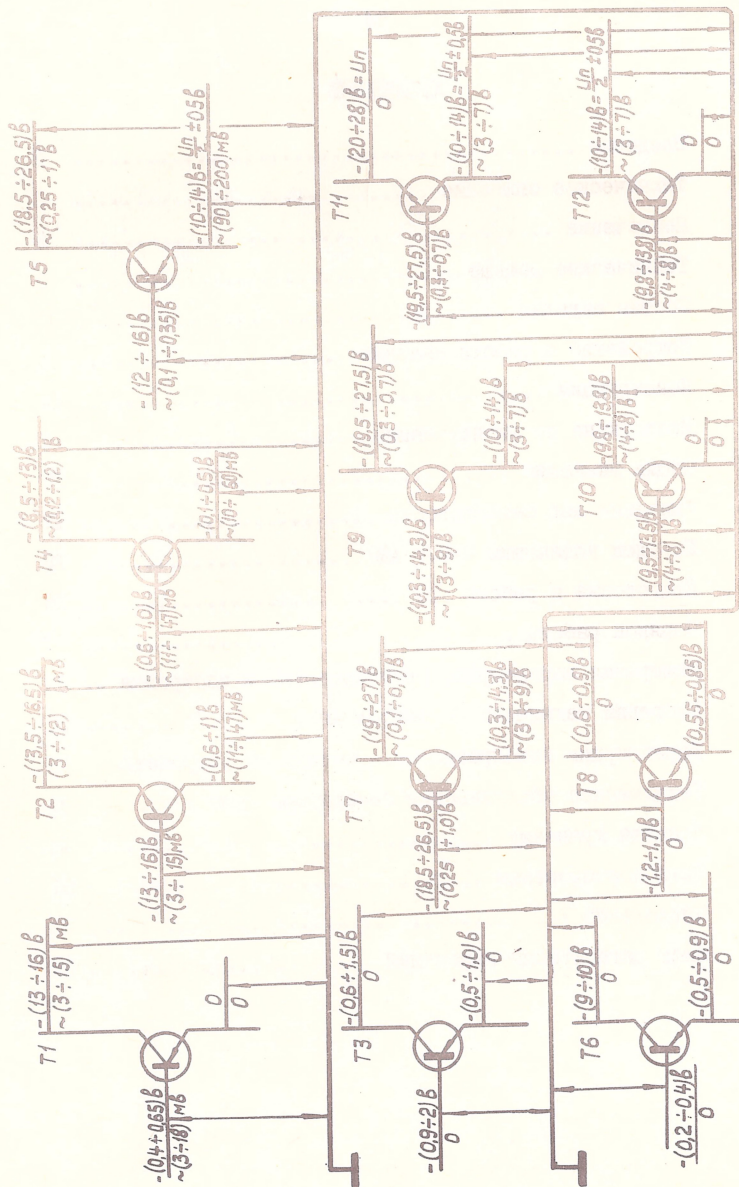 T1
-(13÷16)в
~(3÷15) мв
-(0,4÷0,65)в
~(3÷18) мв
0
0
T2
-(13,5÷16,5)в
(3÷12) мв
-(13÷16)в
~(3÷15)мв
-(0,6÷1)в
~(11÷47)мв
T4
-(8,5÷13)в
~(0,12÷1,2) в
-(0,6÷1,0)в
~(11÷47)мв
-(0,1÷0,5)в
~(10÷60)мв
T5
-(18,5÷26,5)в
~(0,25÷1) в
-(12÷16)в
~(0,1÷0,35)в
-(10÷14)в=Uп/2±0,5в
~(90÷200)мв
T3
-(0,6÷1,5)в
0
-(0,9÷2)в
0
-(0,5÷1,0)в
0
T7
-(19÷27)в
~(0,1÷0,7)в
-(18,5÷26,5)в
~(0,25÷1,0)в
-(10,3÷14,3)в
~(3÷9)в
T9
-(19,5÷27,5)в
~(0,3÷0,7)в
-(10,3÷14,3)в
~(3÷9)в
-(10÷14)в
~(3÷7)в
T11
-(20÷28)в=Uп
0
-(19,5÷27,5)в
~(0,3÷0,7)в
-(10÷14)в=Uп/2±0,5в
~(3÷7)в
T6
-(9÷10)в
0
-(0,2÷0,4)в
0
-(0,5÷0,9)в
0
T8
-(0,6÷0,9)в
0
-(1,2÷1,7)в
0
(0,55÷0,85)в
0
T10
-(9,8÷13,8)в
~(4÷8)в
-(9,5÷13,5)в
~(4÷8)в
0
0
T12
-(10÷14)в=Uп/2±0,5в
~(3÷7)в
-(9,8÷13,8)в
~(4÷8)в
0
0